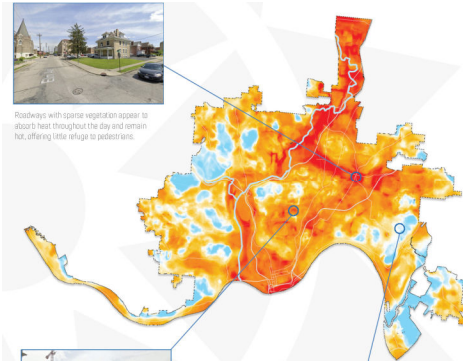 Roadways with sparse vegetation appear to
absorb heat throughout the day and remain
hot, offering little refuge to pedestrians.